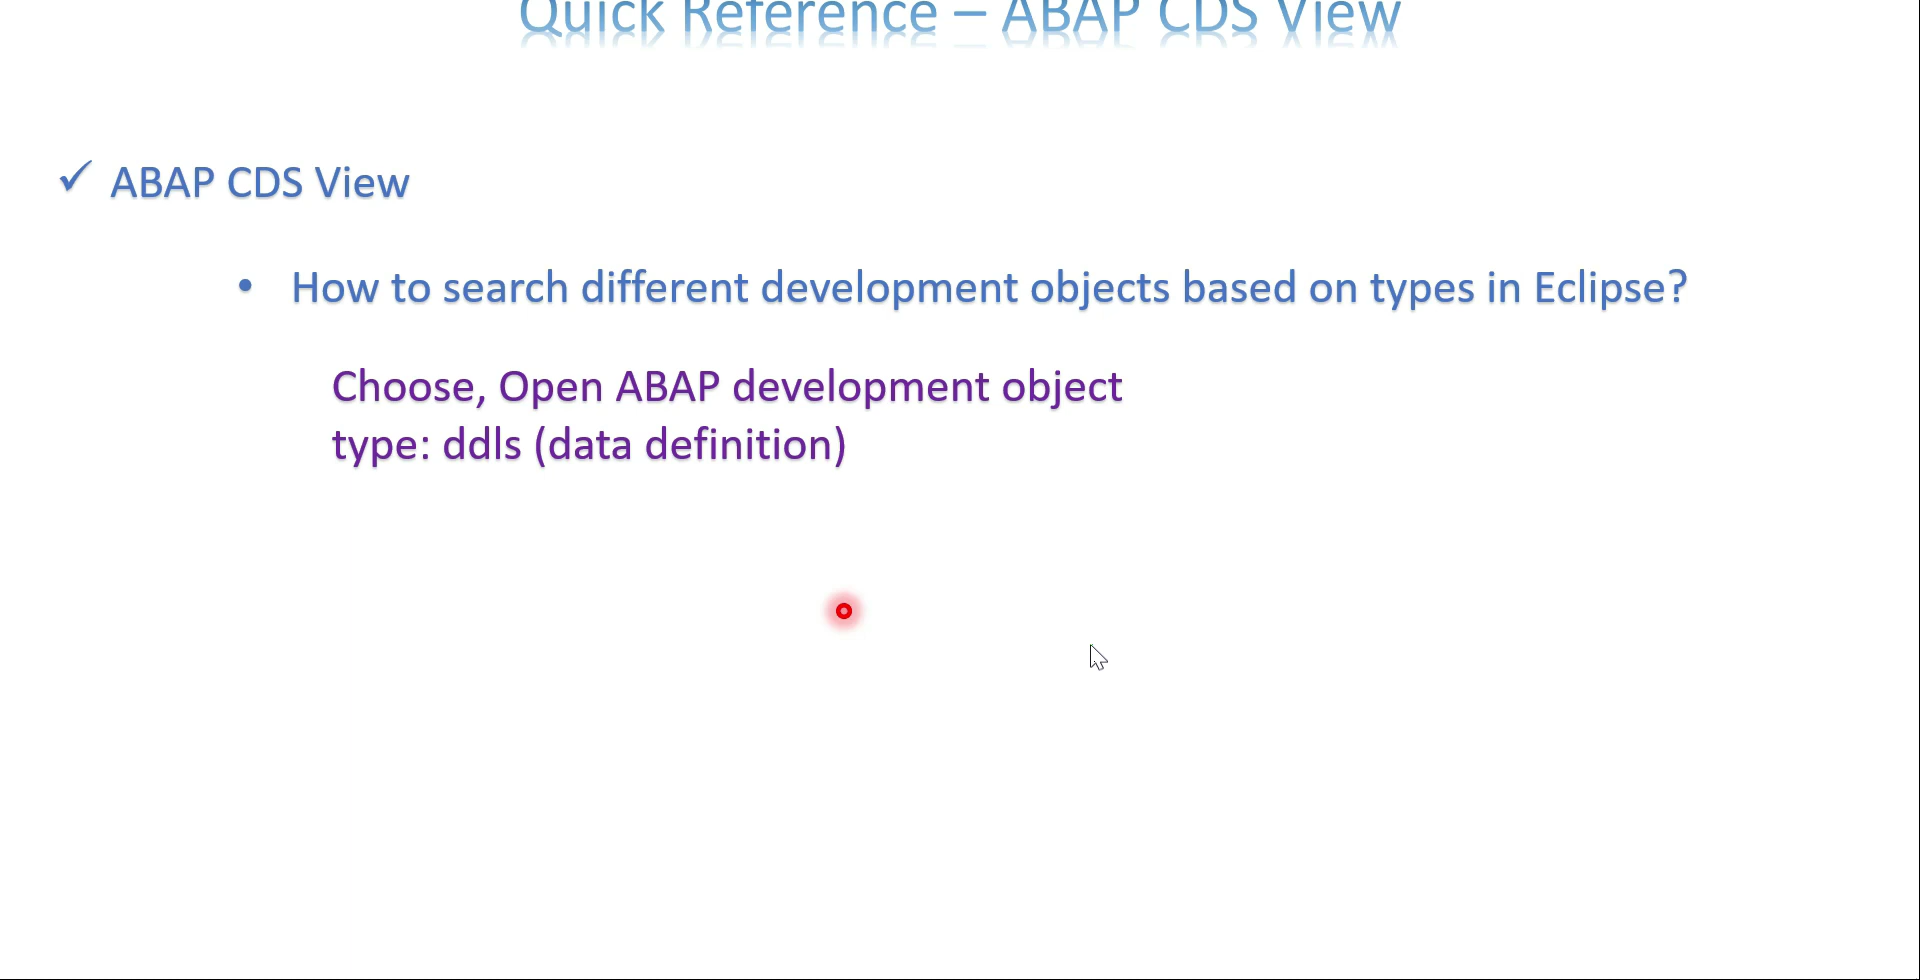 Quick Reference – ABAP CDS View
✓ ABAP CDS View
• How to search different development objects based on types in Eclipse?
Choose, Open ABAP development object
type: ddls (data definition)